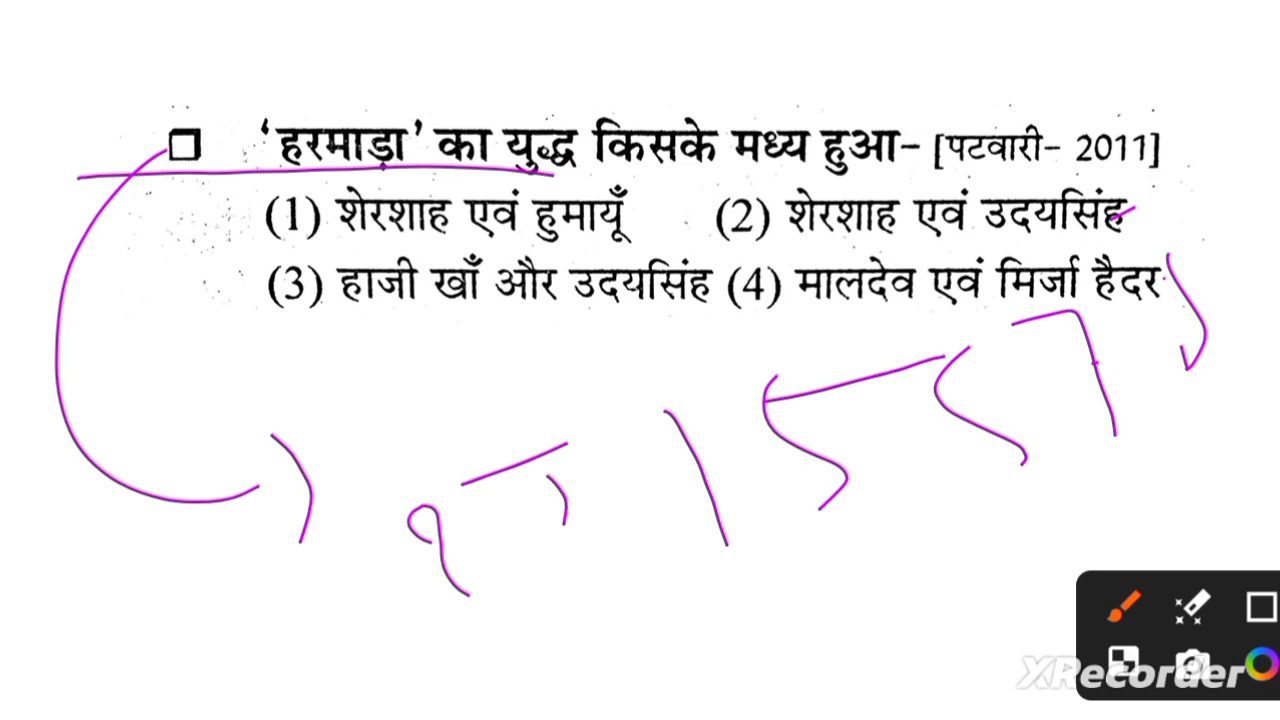 'हरमाड़ा' का युद्ध किसके मध्य हुआ- [पटवारी- 2011]
(1) शेरशाह एवं हुमायूँ (2) शेरशाह एवं उदयसिंह
(3) हाजी खाँ और उदयसिंह (4) मालदेव एवं मिर्जा हैदर
XRecorder